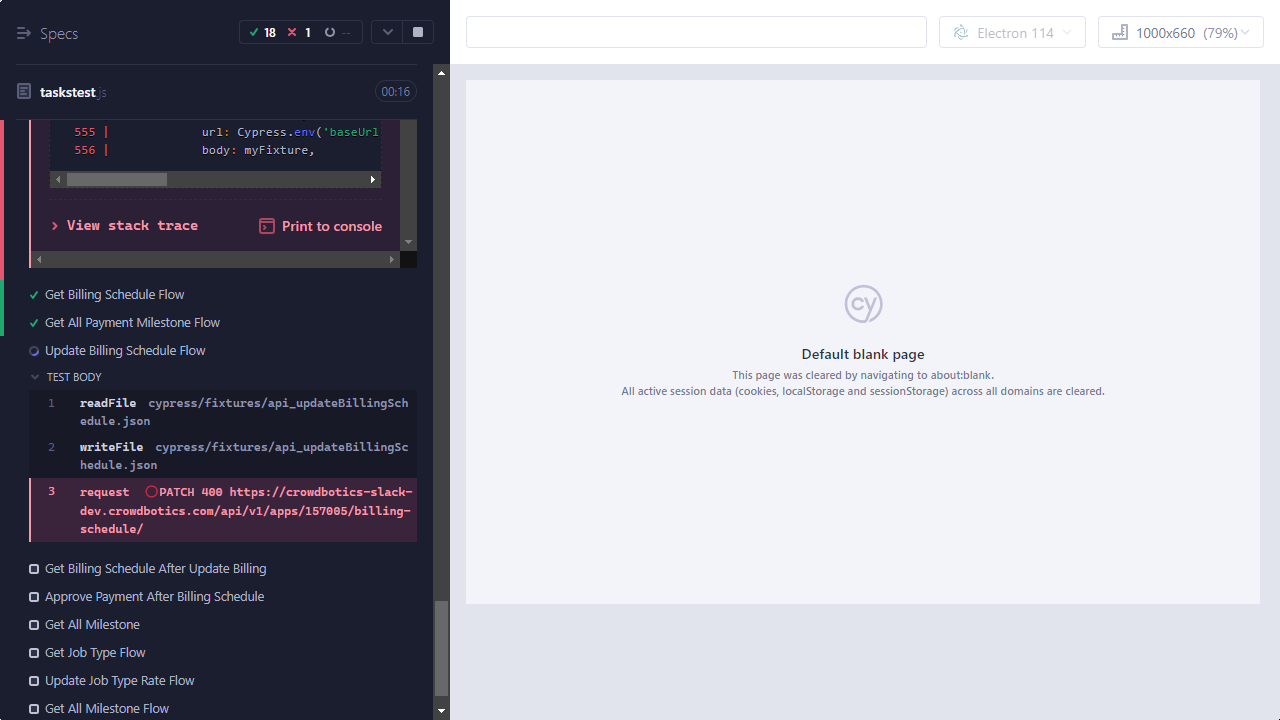 Specs
18
1
--
Electron 114
1000x660 (79%)
taskstest.js
00:16
555 | url: Cypress.env('baseUrl
556 | body: myFixture,
View stack trace
Print to console
Get Billing Schedule Flow
Get All Payment Milestone Flow
Update Billing Schedule Flow
TEST BODY
1 readFile cypress/fixtures/api_updateBillingSch
edule.json
2 writeFile cypress/fixtures/api_updateBillingSc
hedule.json
3 request PATCH 400 https://crowdbotics-slack-
dev.crowdbotics.com/api/v1/apps/157005/billing-
schedule/
Get Billing Schedule After Update Billing
Approve Payment After Billing Schedule
Get All Milestone
Get Job Type Flow
Update Job Type Rate Flow
Get All Milestone Flow
cy
Default blank page
This page was cleared by navigating to about:blank.
All active session data (cookies, localStorage and sessionStorage) across all domains are cleared.